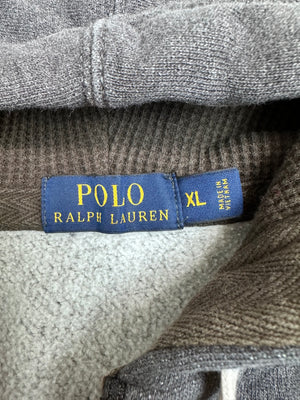 POLO
RALPH LAUREN
XL
MADE IN
VIETNAM